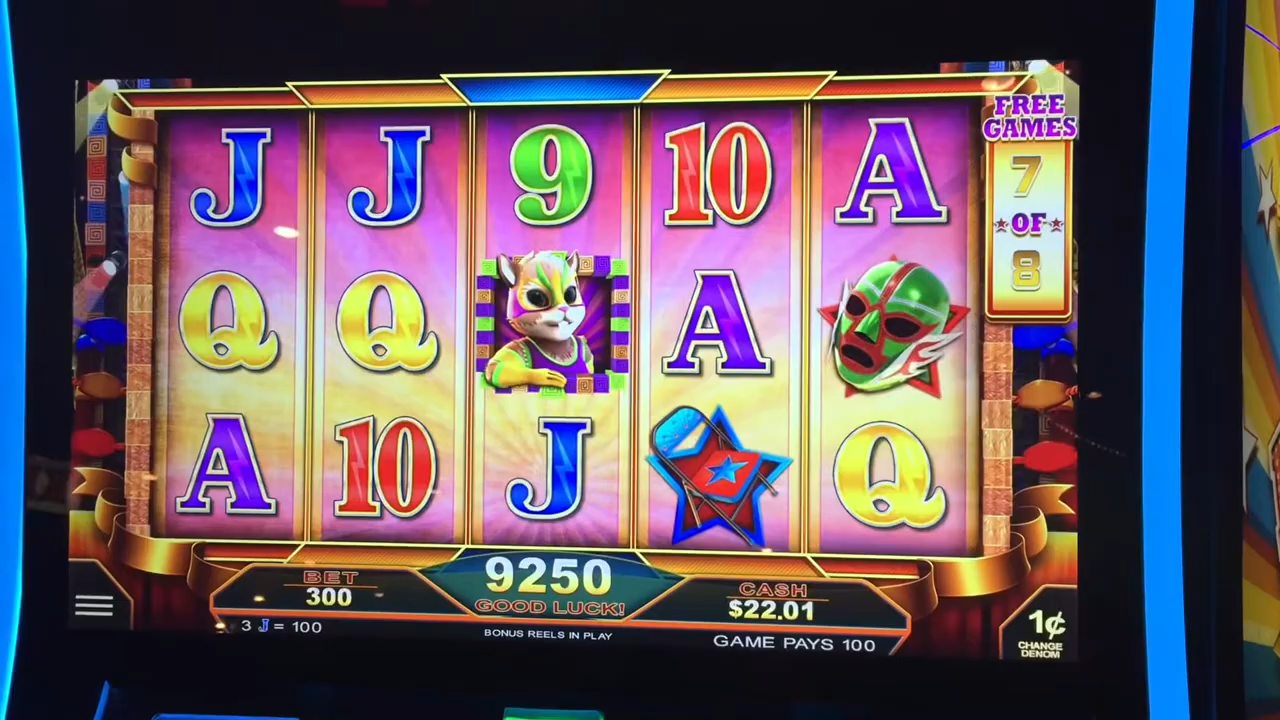 FREE
GAMES
7
OF
8
J J 9 10 A
Q Q A
A 10 J Q
BET
300
9250
GOOD LUCK!
CASH
$22.01
3 J = 100
BONUS REELS IN PLAY
GAME PAYS 100
1¢
CHANGE
DENOM